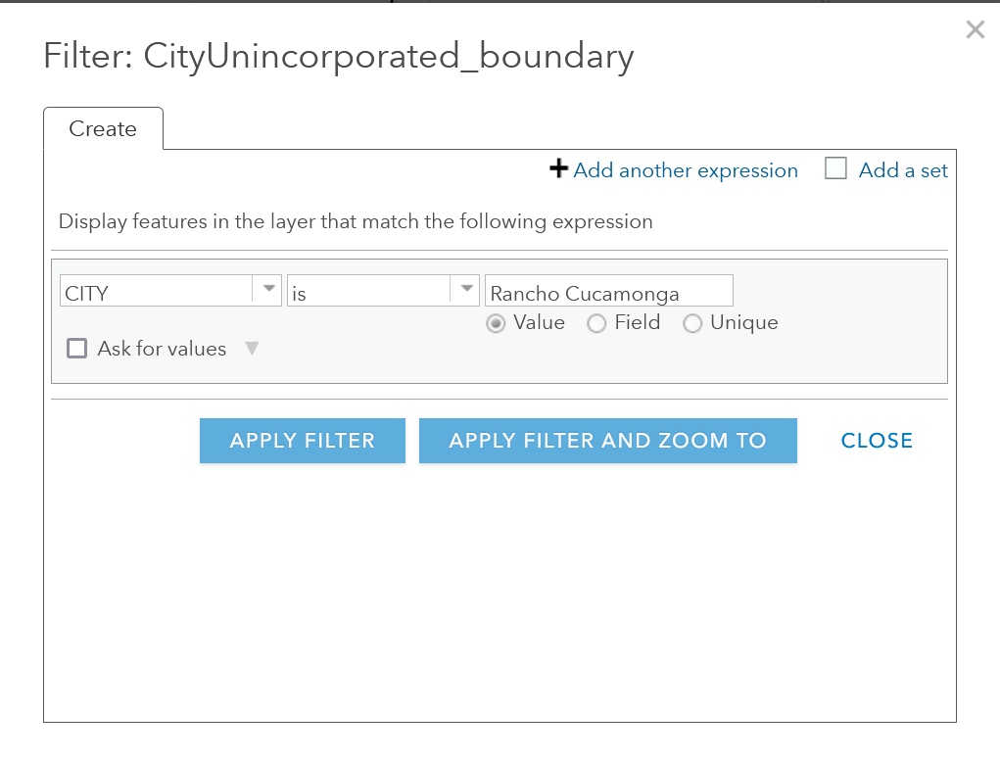 Filter: CityUnincorporated_boundary
Create
Add another expression Add a set
Display features in the layer that match the following expression
CITY is Rancho Cucamonga
Value Field Unique
Ask for values
APPLY FILTER APPLY FILTER AND ZOOM TO CLOSE